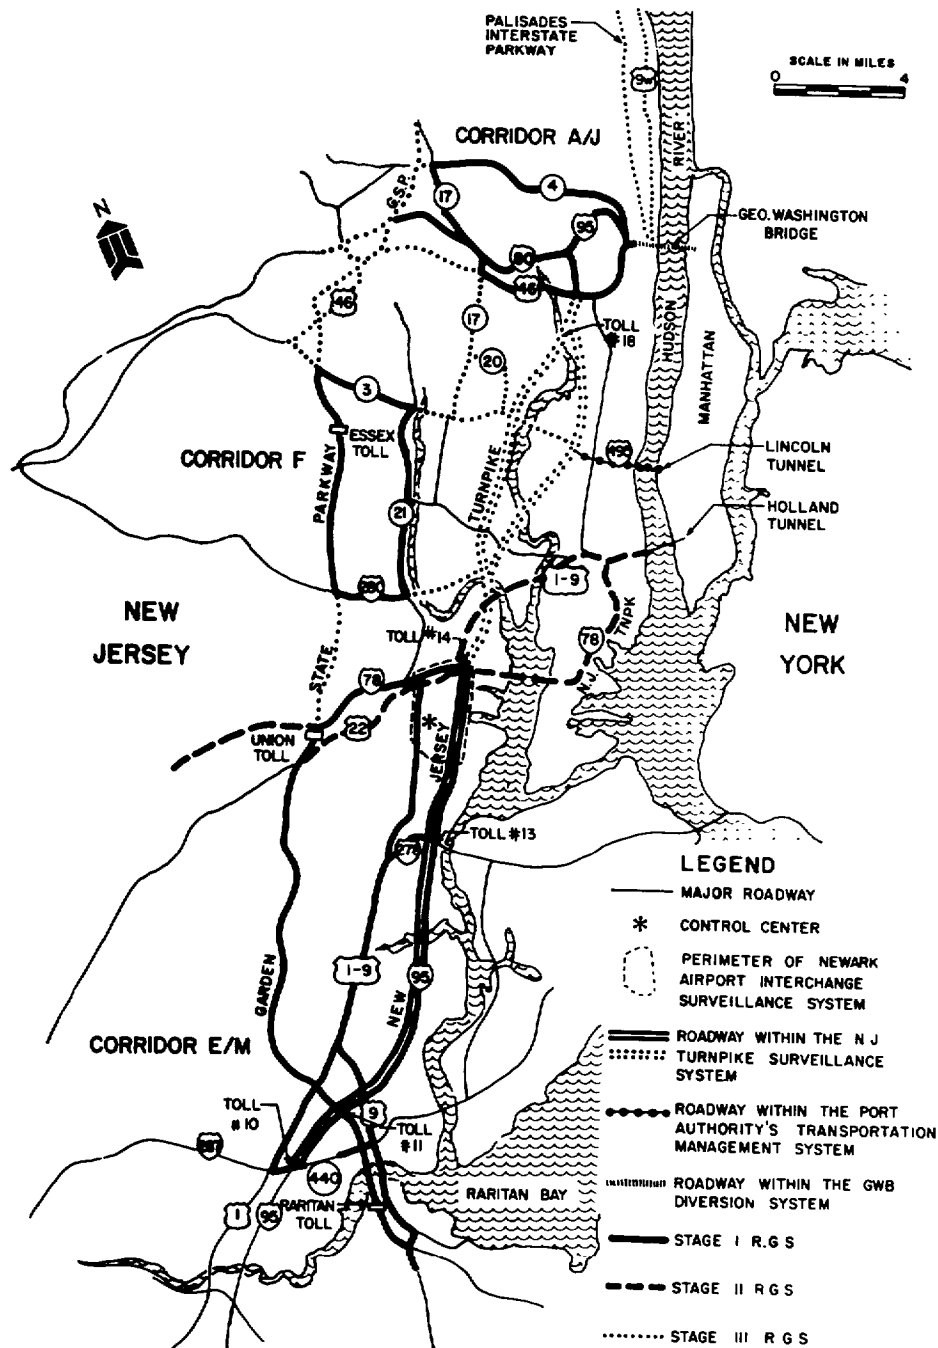 PALISADES
INTERSTATE
PARKWAY
SCALE IN MILES
0 4
9W
RIVER
CORRIDOR A/J
G.S.P.
17
4
95
GEO. WASHINGTON
BRIDGE
N
80
46
46
17
TOLL
#18
HUDSON
MANHATTAN
20
3
ESSEX
TOLL
CORRIDOR F
PARKWAY
TURNPIKE
495
LINCOLN
TUNNEL
HOLLAND
TUNNEL
21
1-9
280
NEW
JERSEY
TOLL #14
TNPK
78
N.J.
NEW
YORK
STATE
78
22
UNION
TOLL
*
JERSEY
TOLL #13
278
LEGEND
MAJOR ROADWAY
* CONTROL CENTER
PERIMETER OF NEWARK
AIRPORT INTERCHANGE
SURVEILLANCE SYSTEM
1-9
95
GARDEN
NEW
ROADWAY WITHIN THE N J
TURNPIKE SURVEILLANCE
SYSTEM
CORRIDOR E/M
TOLL
#10
9
TOLL
#11
ROADWAY WITHIN THE PORT
AUTHORITY'S TRANSPORTATION
MANAGEMENT SYSTEM
287
440
RARITAN
TOLL
RARITAN BAY
ROADWAY WITHIN THE GWB
DIVERSION SYSTEM
1
95
STAGE I R.G S
STAGE II R G S
STAGE III R G S